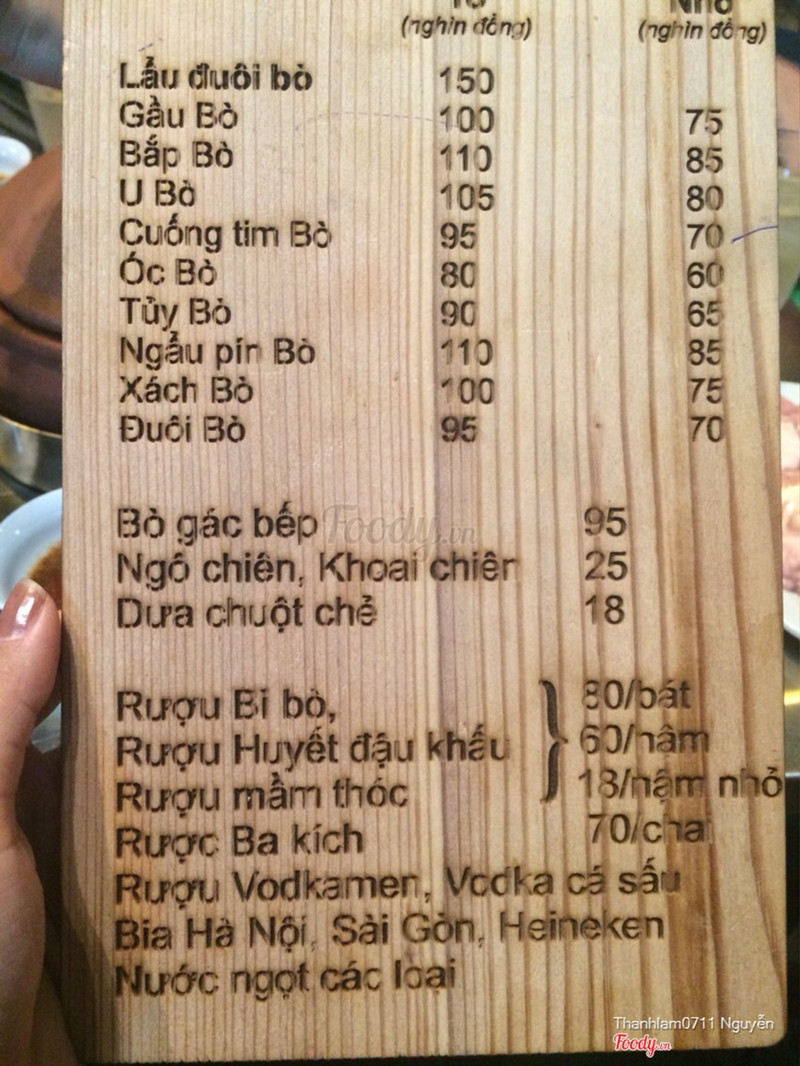 To Nhỏ
(nghìn đồng) (nghìn đồng)
Lẩu đuôi bò 150
Gầu Bò 100 75
Bắp Bò 110 85
U Bò 105 80
Cuống tim Bò 95 70
Óc Bò 80 60
Tủy Bò 90 65
Ngẩu pín Bò 110 85
Xách Bò 100 75
Đuôi Bò 95 70
Bò gác bếp 95
Ngô chiên, Khoai chiên 25
Dưa chuột chẻ 18
Rượu Bi bò, 80/bát
Rượu Huyết đậu khấu 60/nậm
Rượu mầm thóc 18/nậm nhỏ
Rược Ba kích 70/chai
Rượu Vodkamen, Vodka cá sấu
Bia Hà Nội, Sài Gòn, Heineken
Nước ngọt các loại
Foody.vn
Thanhlam0711 Nguyễn
Foody.vn